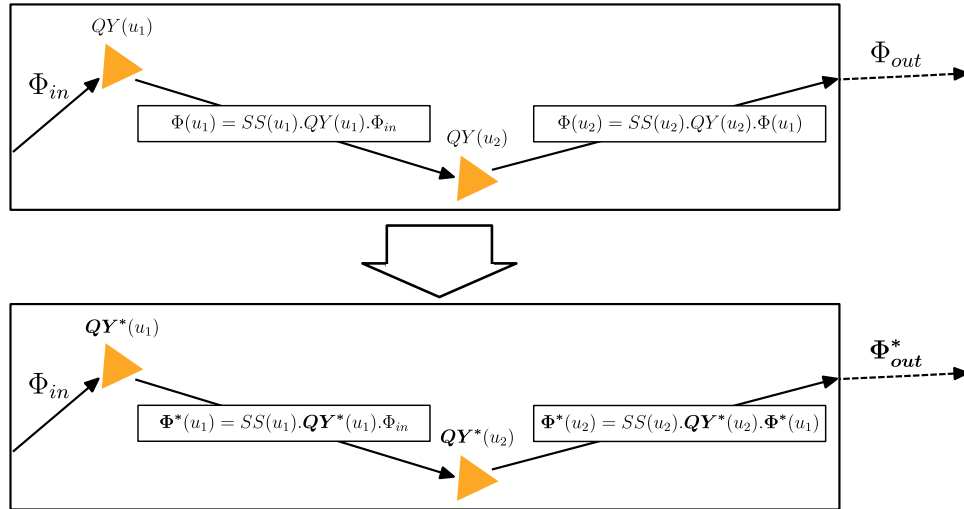 QY(u₁)
Φ_in
Φ_out
Φ(u₁) = SS(u₁).QY(u₁).Φ_in
Φ(u₂) = SS(u₂).QY(u₂).Φ(u₁)
QY(u₂)
QY*(u₁)
Φ_in
Φ*_out
Φ*(u₁) = SS(u₁).QY*(u₁).Φ_in
Φ*(u₂) = SS(u₂).QY*(u₂).Φ*(u₁)
QY*(u₂)